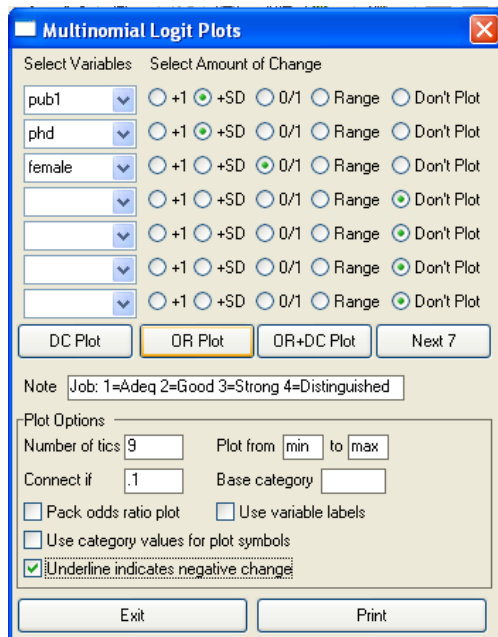 Multinomial Logit Plots
Select Variables Select Amount of Change
pub1 +1 +SD 0/1 Range Don't Plot
phd +1 +SD 0/1 Range Don't Plot
female +1 +SD 0/1 Range Don't Plot
+1 +SD 0/1 Range Don't Plot
+1 +SD 0/1 Range Don't Plot
+1 +SD 0/1 Range Don't Plot
+1 +SD 0/1 Range Don't Plot
DC Plot OR Plot OR+DC Plot Next 7
Note Job: 1=Adeq 2=Good 3=Strong 4=Distinguished
Plot Options
Number of tics 9 Plot from min to max
Connect if .1 Base category
Pack odds ratio plot Use variable labels
Use category values for plot symbols
Underline indicates negative change
Exit Print